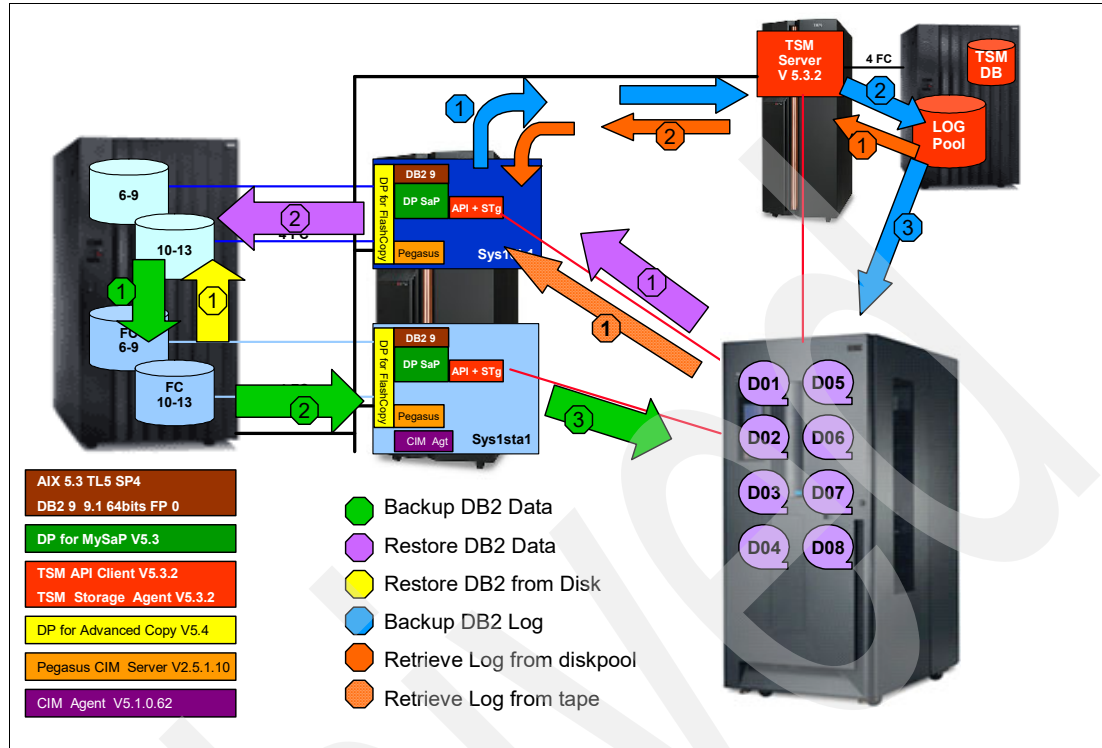 TSM
Server
V 5.3.2
4 FC
TSM
DB
LOG
Pool
1
2
2
1
3
6-9
10-13
FC
6-9
FC
10-13
2
1
1
2
DP for FlashCopy
DB2 9
DP SaP
API + STg
Pegasus
DP for FlashCopy
DB2 9
DP SaP
API + STg
Pegasus
CIM Agt
Sys1sta1
1
1
3
D01
D05
D02
D06
D03
D07
D04
D08
AIX 5.3 TL5 SP4
DB2 9 9.1 64bits FP 0
DP for MySaP V5.3
TSM API Client V5.3.2
TSM Storage Agent V5.3.2
DP for Advanced Copy V5.4
Pegasus CIM Server V2.5.1.10
CIM Agent V5.1.0.62
Backup DB2 Data
Restore DB2 Data
Restore DB2 from Disk
Backup DB2 Log
Retrieve Log from diskpool
Retrieve Log from tape